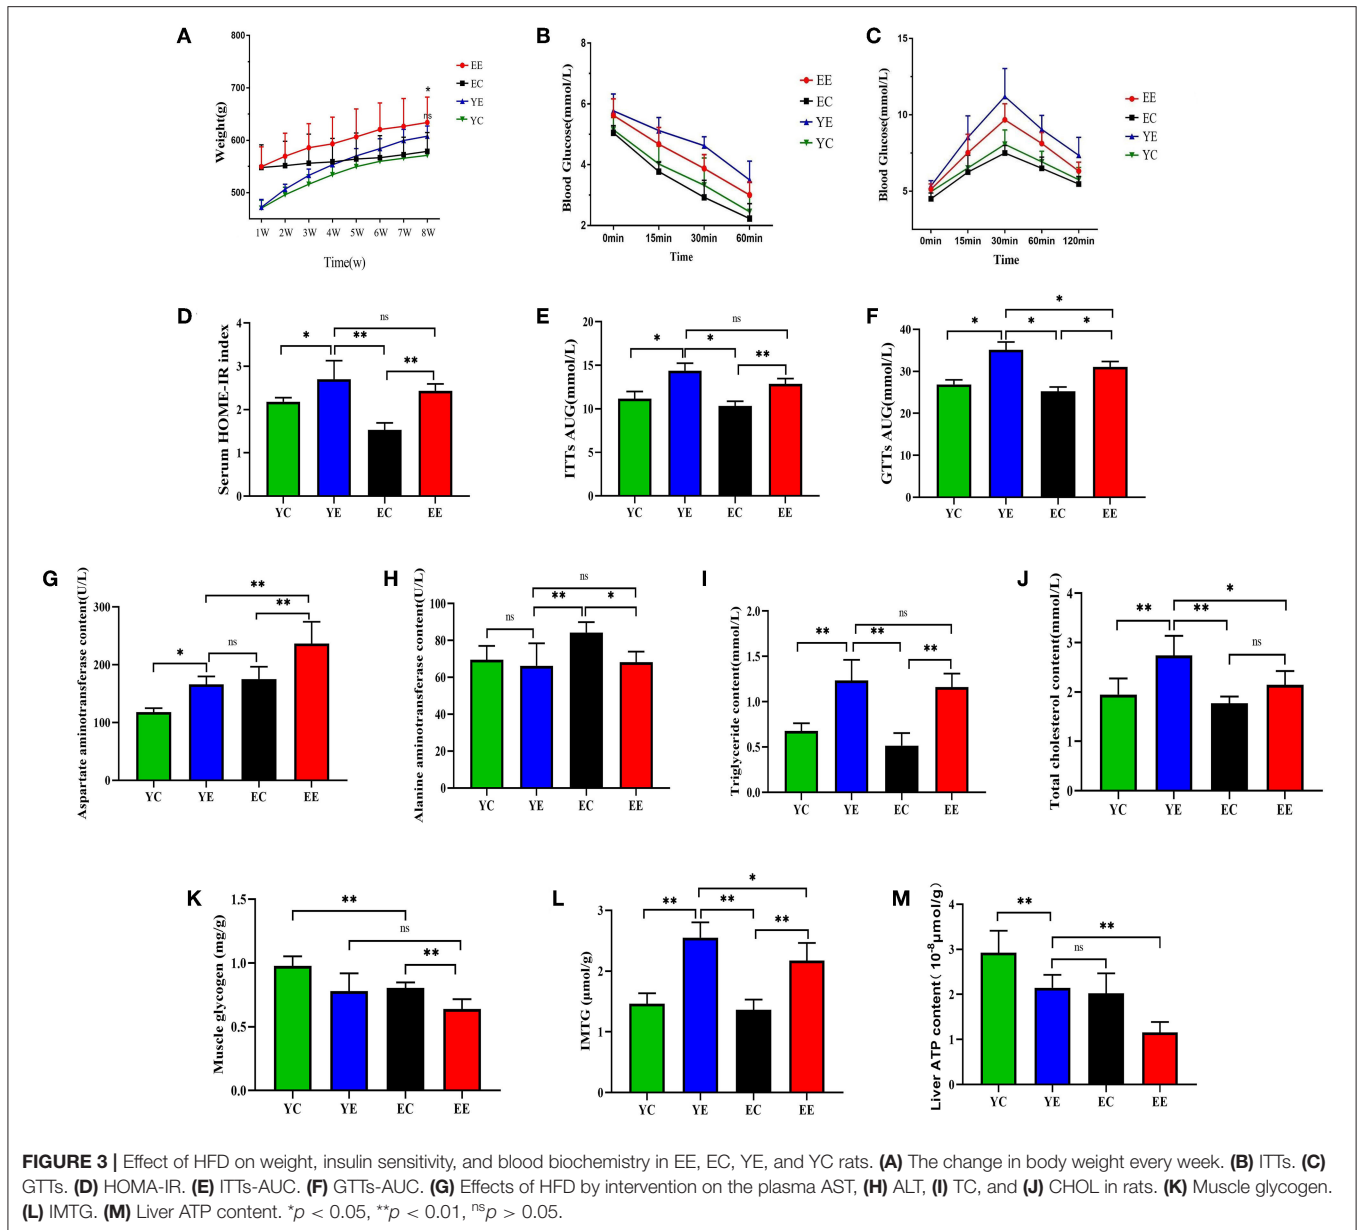 A
Weight(g)
800
700
600
500
1W 2W 3W 4W 5W 6W 7W 8W
Time(w)
*
ns
EE
EC
YE
YC
B
Blood Glucose(mmol/L)
8
6
4
2
0min 15min 30min 60min
Time
EE
EC
YE
YC
C
Blood Glucose(mmol/L)
15
10
5
0min 15min 30min 60min 120min
Time
EE
EC
YE
YC
D
Serum HOME-IR index
4
3
2
1
0
ns
* **
**
YC YE EC EE
E
ITTs AUG(mmol/L)
20
15
10
5
0
ns
* *
**
YC YE EC EE
F
GTTs AUG(mmol/L)
40
30
20
10
0
*
* * *
YC YE EC EE
G
Aspartate aminotransferase content(U/L)
300
200
100
0
**
**
* ns
YC YE EC EE
H
Alanine aminotransferase content(U/L)
100
80
60
40
20
0
ns
** *
ns
YC YE EC EE
I
Triglyceride content(mmol/L)
2.0
1.5
1.0
0.5
0.0
ns
** **
**
YC YE EC EE
J
Total cholesterol content(mmol/L)
4
3
2
1
0
*
** **
ns
YC YE EC EE
K
Muscle glycogen (mg/g)
1.5
1.0
0.5
0.0
**
ns
**
YC YE EC EE
L
IMTG (μmol/g)
3
2
1
0
*
** **
**
YC YE EC EE
M
Liver ATP content( 10-8μmol/g)
4
3
2
1
0
**
**
ns
YC YE EC EE
FIGURE 3 | Effect of HFD on weight, insulin sensitivity, and blood biochemistry in EE, EC, YE, and YC rats. (A) The change in body weight every week. (B) ITTs. (C)
GTTs. (D) HOMA-IR. (E) ITTs-AUC. (F) GTTs-AUC. (G) Effects of HFD by intervention on the plasma AST, (H) ALT, (I) TC, and (J) CHOL in rats. (K) Muscle glycogen.
(L) IMTG. (M) Liver ATP content. *p < 0.05, **p < 0.01, nsp > 0.05.